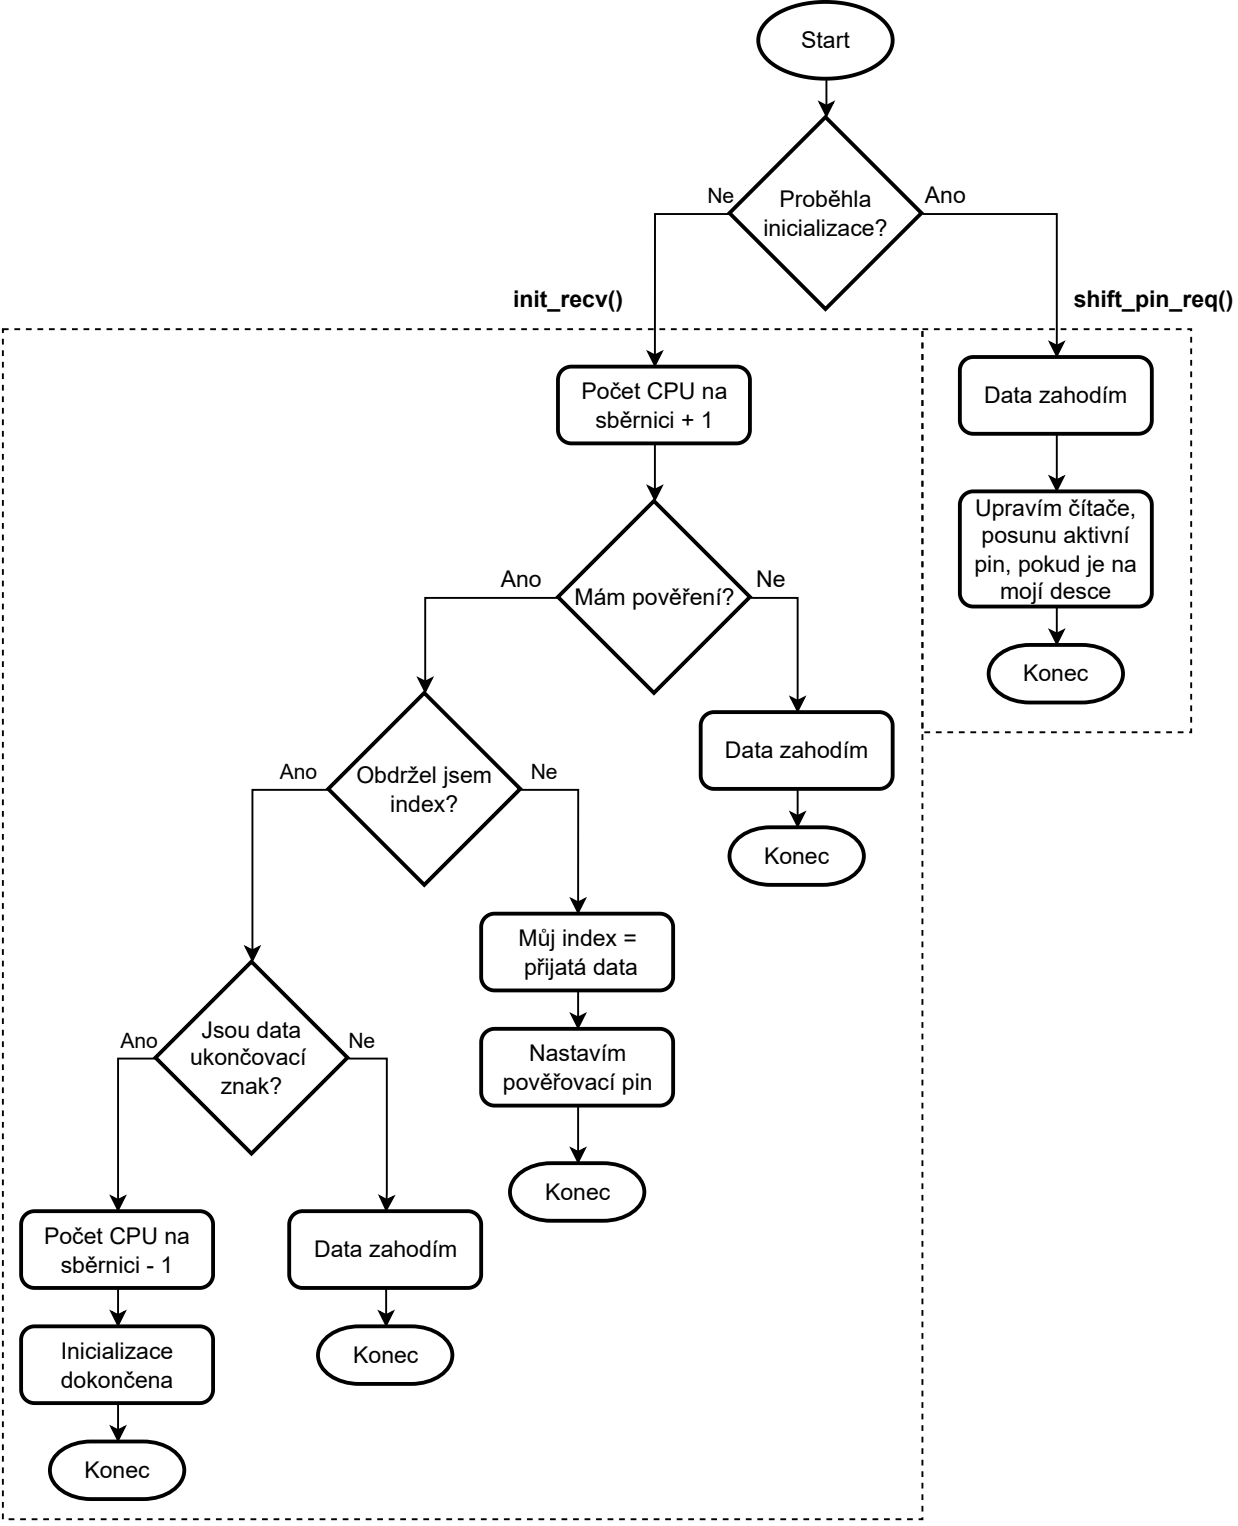 Start
Proběhla
inicializace?
Ne
Ano
init_recv()
shift_pin_req()
Počet CPU na
sběrnici + 1
Data zahodím
Upravím čítače,
posunu aktivní
pin, pokud je na
mojí desce
Konec
Mám pověření?
Ano
Ne
Data zahodím
Konec
Obdržel jsem
index?
Ano
Ne
Můj index =
přijatá data
Nastavím
pověřovací pin
Konec
Jsou data
ukončovací
znak?
Ano
Ne
Počet CPU na
sběrnici - 1
Data zahodím
Inicializace
dokončena
Konec
Konec